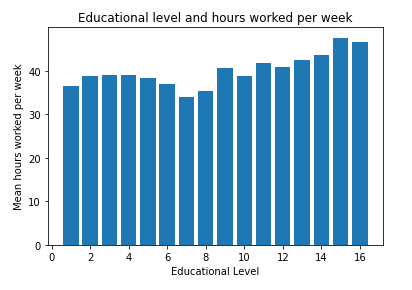 Educational level and hours worked per week
Mean hours worked per week
40
30
20
10
0
0 2 4 6 8 10 12 14 16
Educational Level